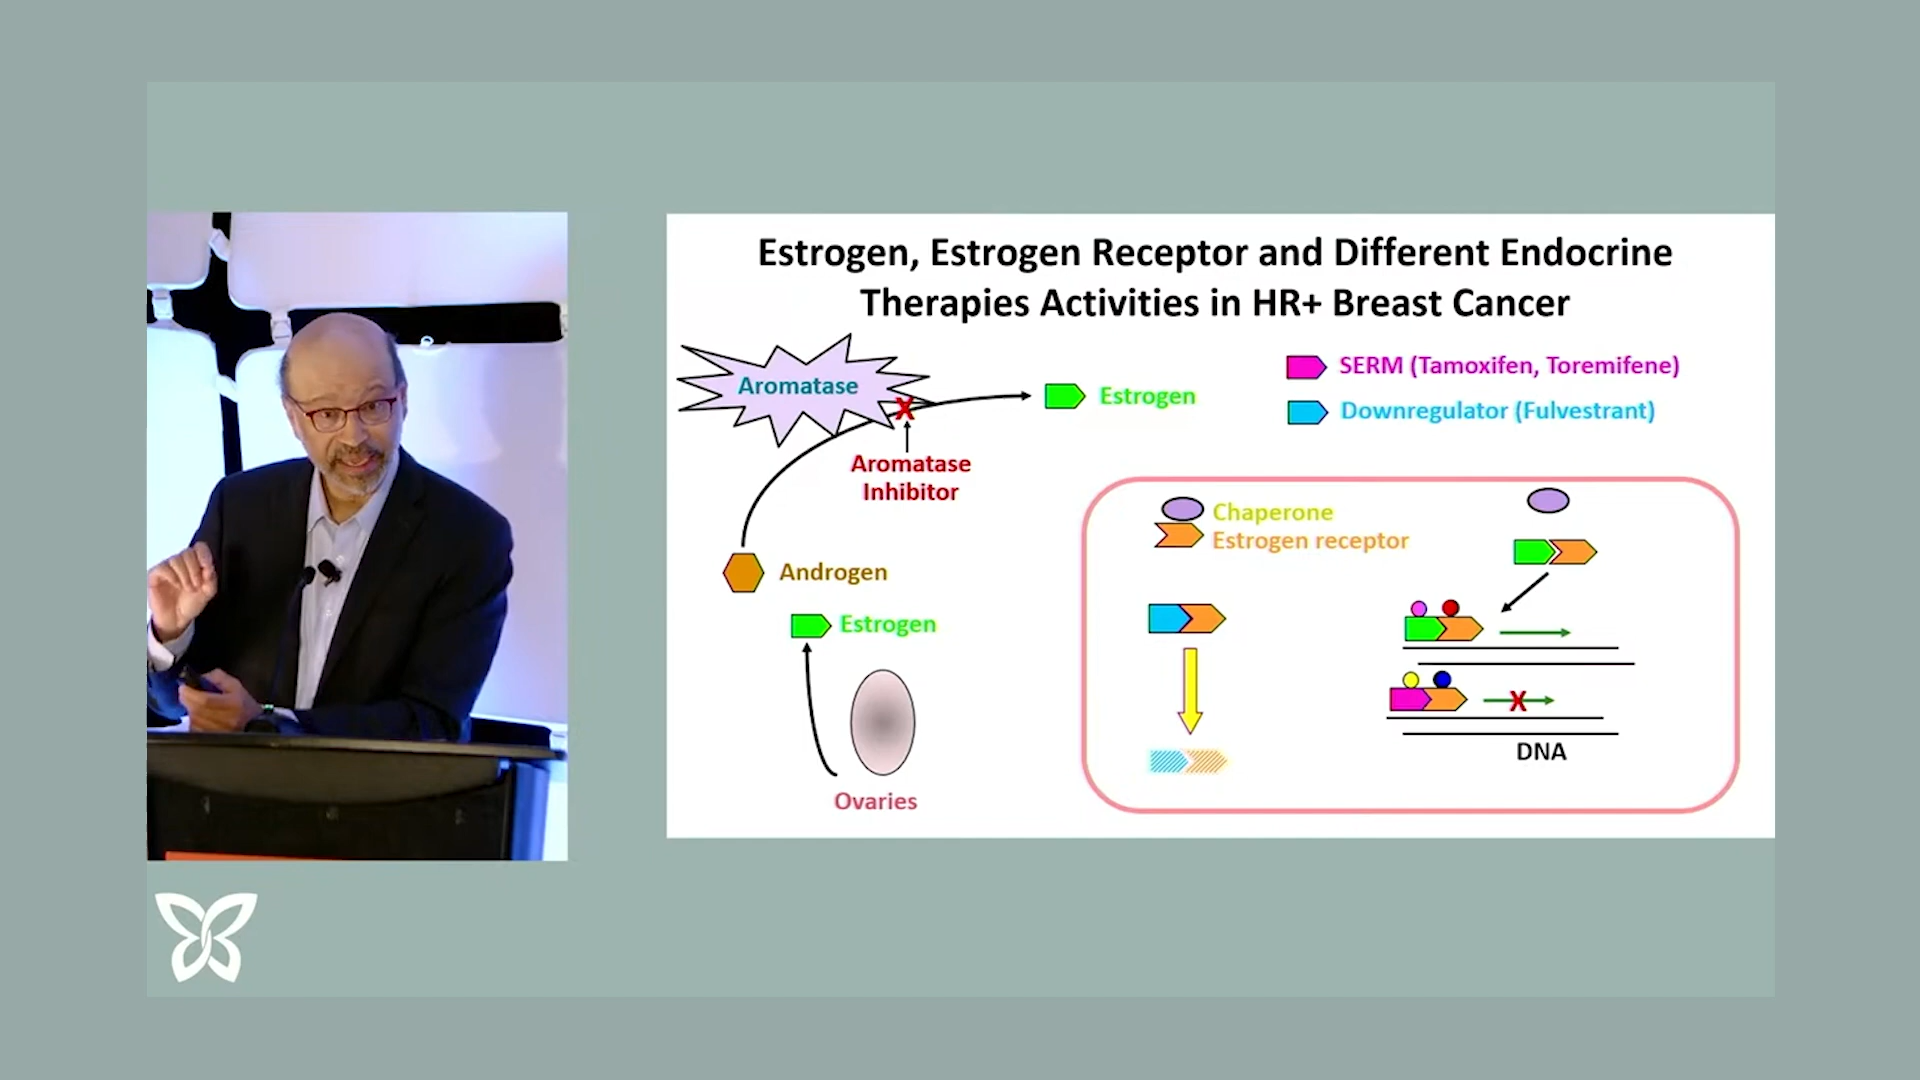 Estrogen, Estrogen Receptor and Different Endocrine
Therapies Activities in HR+ Breast Cancer
Aromatase
X
Estrogen
Aromatase
Inhibitor
Androgen
Estrogen
Ovaries
SERM (Tamoxifen, Toremifene)
Downregulator (Fulvestrant)
Chaperone
Estrogen receptor
X
DNA